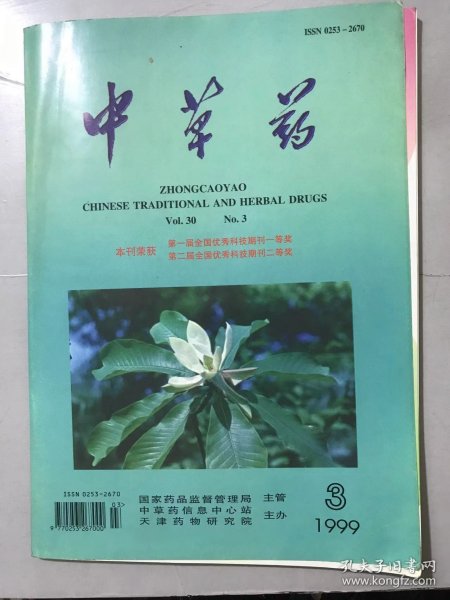 ISSN 0253-2670
中草药
ZHONGCAOYAO
CHINESE TRADITIONAL AND HERBAL DRUGS
Vol. 30 No. 3
本刊荣获
第一届全国优秀科技期刊一等奖
第二届全国优秀科技期刊二等奖
ISSN 0253-2670
03>
9 770253 267000
国家药品监督管理局 主管
中草药信息中心站
天津药物研究院 主办
3
1999
孔夫子旧书网
www.kongfz.com